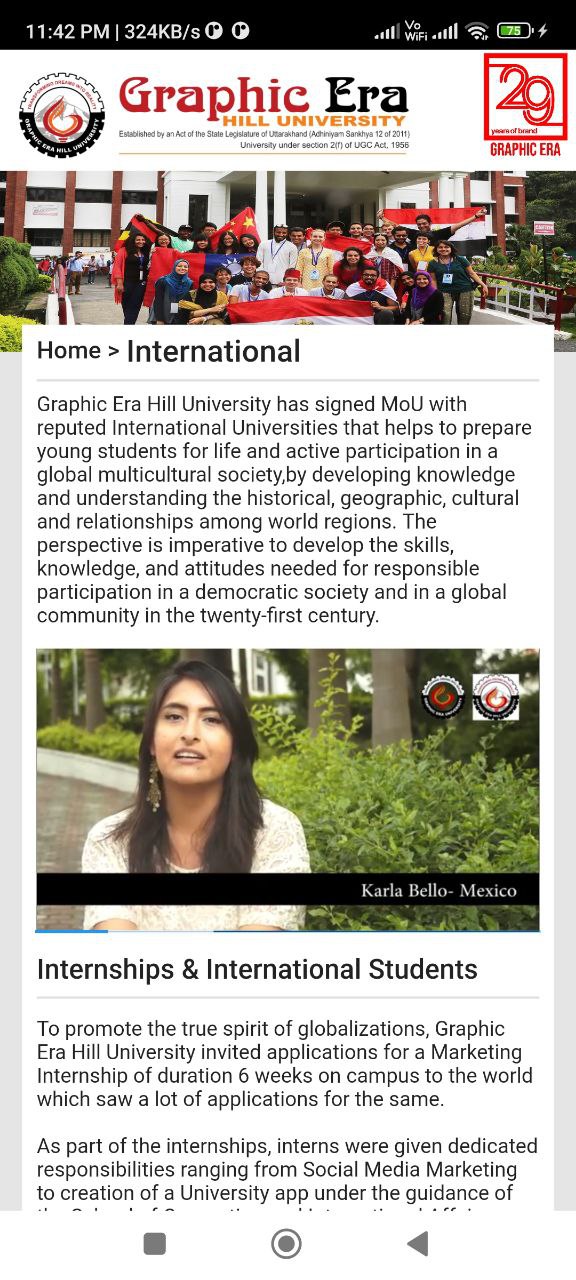 11:42 PM | 324KB/s
Vo
WiFi
75
Graphic Era
HILL UNIVERSITY
Established by an Act of the State Legislature of Uttarakhand (Adhiniyam Sankhya 12 of 2011)
University under section 2(f) of UGC Act, 1956
TRANSFORMING DREAMS INTO REALITY
GRAPHIC ERA HILL UNIVERSITY
29
years of brand
GRAPHIC ERA
Home > International
Graphic Era Hill University has signed MoU with
reputed International Universities that helps to prepare
young students for life and active participation in a
global multicultural society,by developing knowledge
and understanding the historical, geographic, cultural
and relationships among world regions. The
perspective is imperative to develop the skills,
knowledge, and attitudes needed for responsible
participation in a democratic society and in a global
community in the twenty-first century.
Karla Bello- Mexico
Internships & International Students
To promote the true spirit of globalizations, Graphic
Era Hill University invited applications for a Marketing
Internship of duration 6 weeks on campus to the world
which saw a lot of applications for the same.
As part of the internships, interns were given dedicated
responsibilities ranging from Social Media Marketing
to creation of a University app under the guidance of